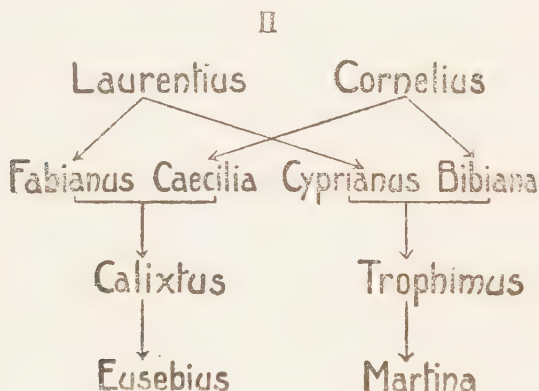 II
Laurentius Cornelius
Fabianus Caecilia Cyprianus Bibiana
Calixtus Trophimus
Eusebius Martina